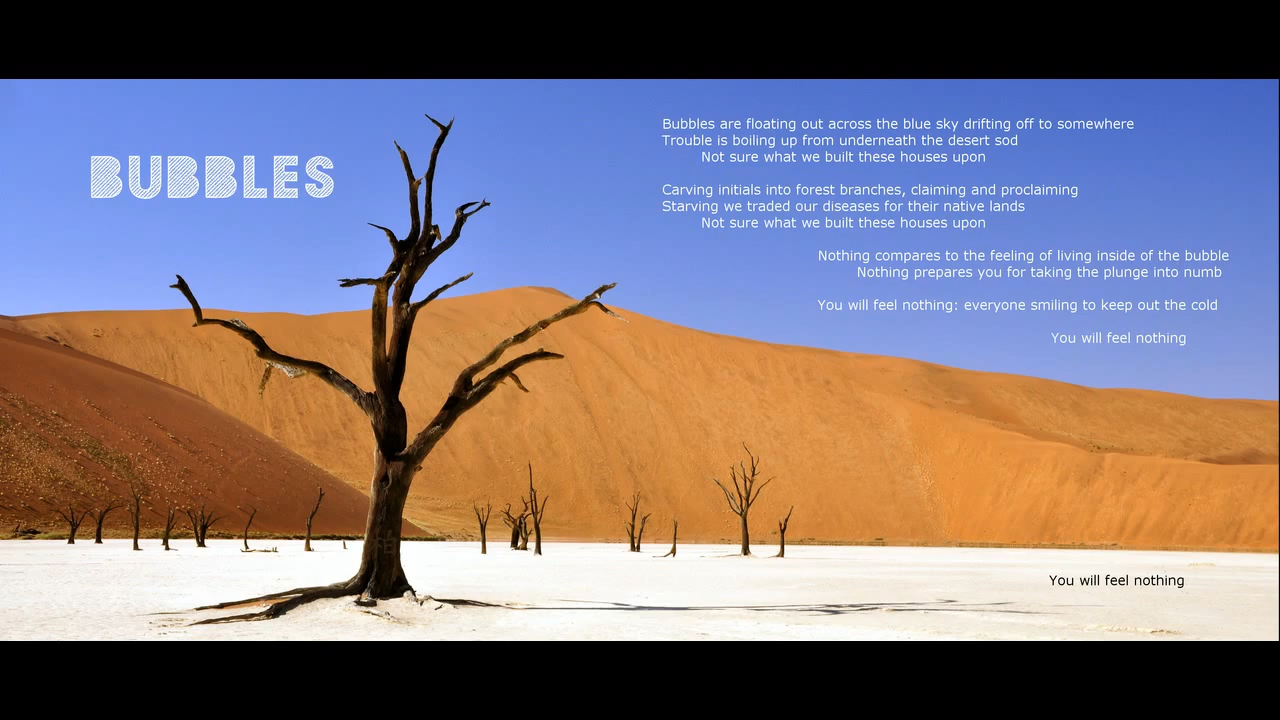 BUBBLES
Bubbles are floating out across the blue sky drifting off to somewhere
Trouble is boiling up from underneath the desert sod
Not sure what we built these houses upon
Carving initials into forest branches, claiming and proclaiming
Starving we traded our diseases for their native lands
Not sure what we built these houses upon
Nothing compares to the feeling of living inside of the bubble
Nothing prepares you for taking the plunge into numb
You will feel nothing: everyone smiling to keep out the cold
You will feel nothing
You will feel nothing